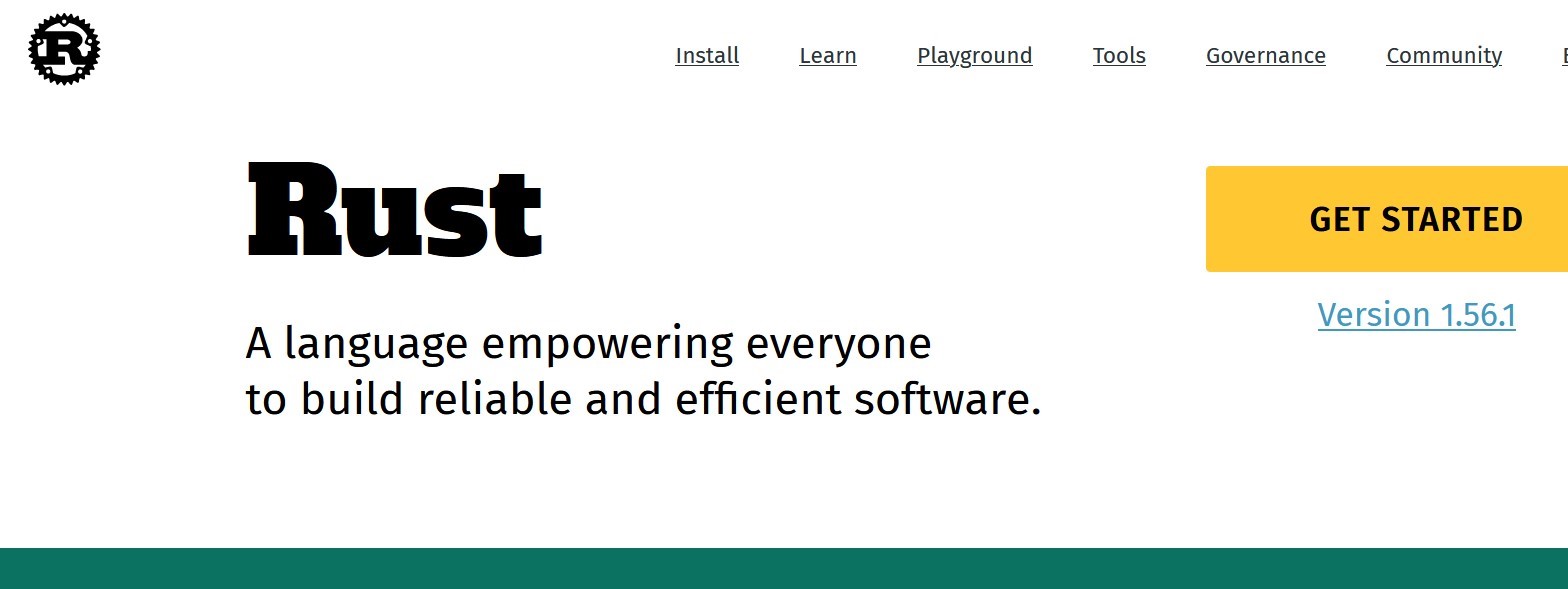 R
Install Learn Playground Tools Governance Community
Rust
GET STARTED
Version 1.56.1
A language empowering everyone
to build reliable and efficient software.